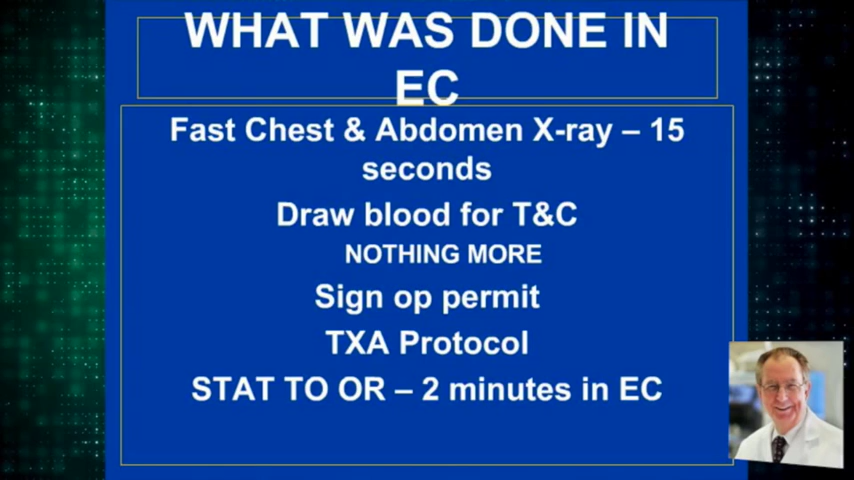 WHAT WAS DONE IN
EC
Fast Chest & Abdomen X-ray – 15
seconds
Draw blood for T&C
NOTHING MORE
Sign op permit
TXA Protocol
STAT TO OR – 2 minutes in EC